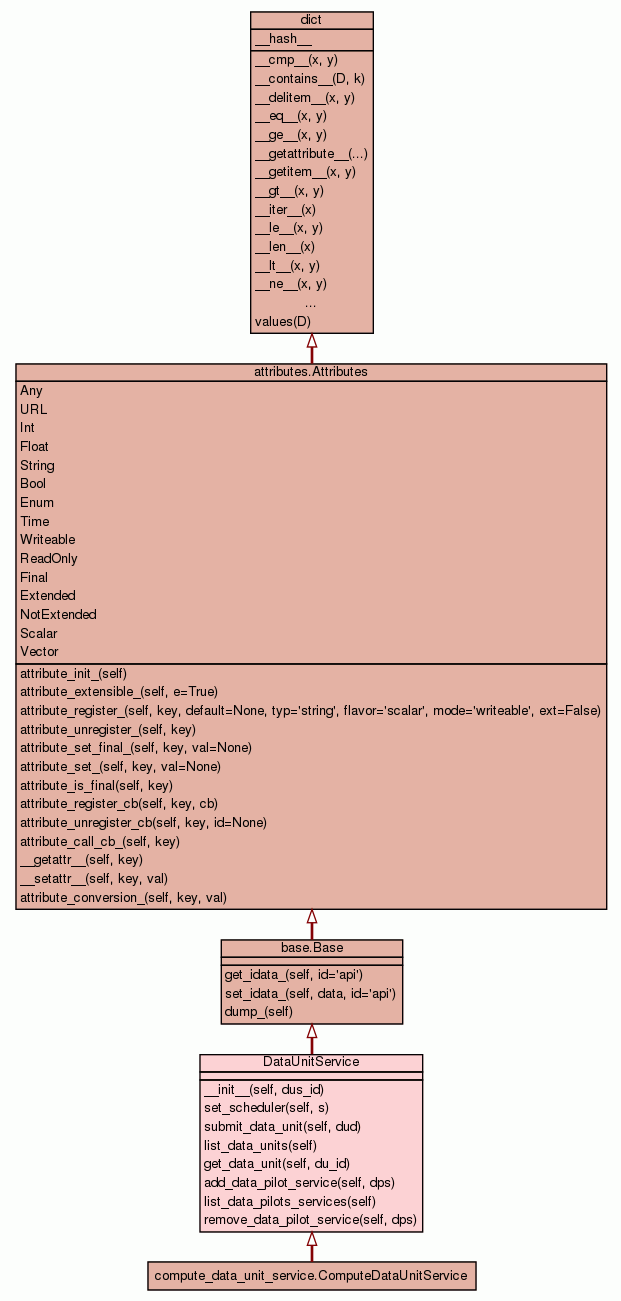 dict
__hash__
__cmp__(x, y)
__contains__(D, k)
__delitem__(x, y)
__eq__(x, y)
__ge__(x, y)
__getattribute__(...)
__getitem__(x, y)
__gt__(x, y)
__iter__(x)
__le__(x, y)
__len__(x)
__lt__(x, y)
__ne__(x, y)
...
values(D)
attributes.Attributes
Any
URL
Int
Float
String
Bool
Enum
Time
Writeable
ReadOnly
Final
Extended
NotExtended
Scalar
Vector
attribute_init_(self)
attribute_extensible_(self, e=True)
attribute_register_(self, key, default=None, typ='string', flavor='scalar', mode='writeable', ext=False)
attribute_unregister_(self, key)
attribute_set_final_(self, key, val=None)
attribute_set_(self, key, val=None)
attribute_is_final(self, key)
attribute_register_cb(self, key, cb)
attribute_unregister_cb(self, key, id=None)
attribute_call_cb_(self, key)
__getattr__(self, key)
__setattr__(self, key, val)
attribute_conversion_(self, key, val)
base.Base
get_idata_(self, id='api')
set_idata_(self, data, id='api')
dump_(self)
DataUnitService
__init__(self, dus_id)
set_scheduler(self, s)
submit_data_unit(self, dud)
list_data_units(self)
get_data_unit(self, du_id)
add_data_pilot_service(self, dps)
list_data_pilots_services(self)
remove_data_pilot_service(self, dps)
compute_data_unit_service.ComputeDataUnitService